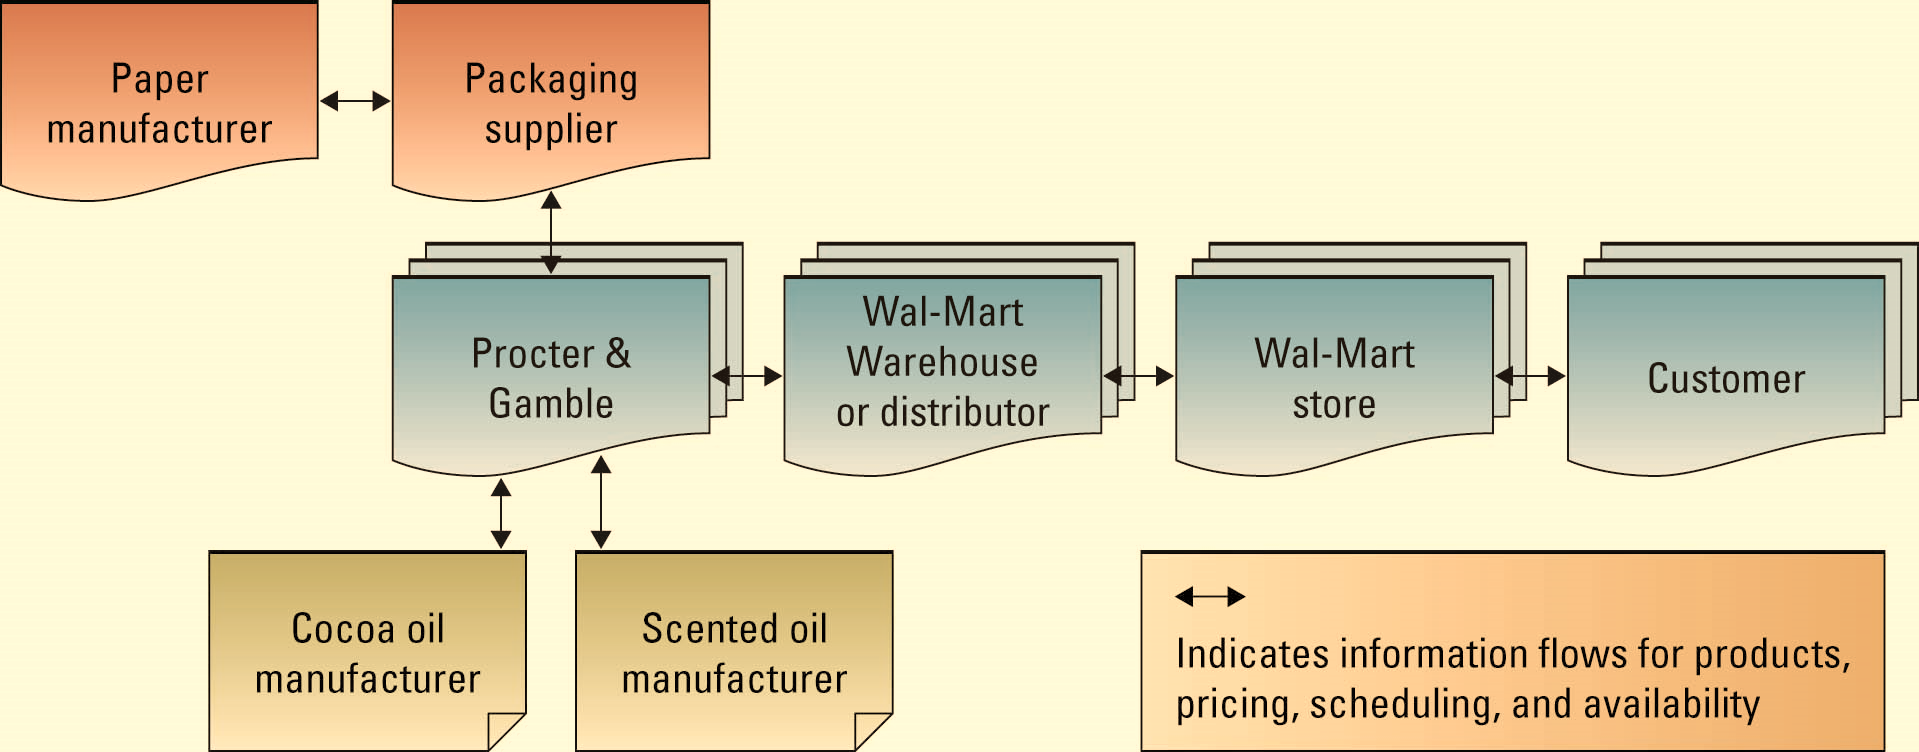 Paper
manufacturer
Packaging
supplier
Procter &
Gamble
Wal-Mart
Warehouse
or distributor
Wal-Mart
store
Customer
Cocoa oil
manufacturer
Scented oil
manufacturer
Indicates information flows for products,
pricing, scheduling, and availability